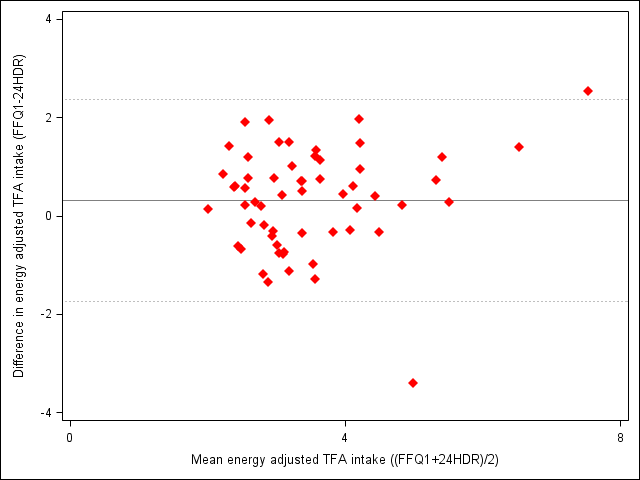 Difference in energy adjusted TFA intake (FFQ1-24HDR)
4
2
0
-2
-4
0 4 8
Mean energy adjusted TFA intake ((FFQ1+24HDR)/2)